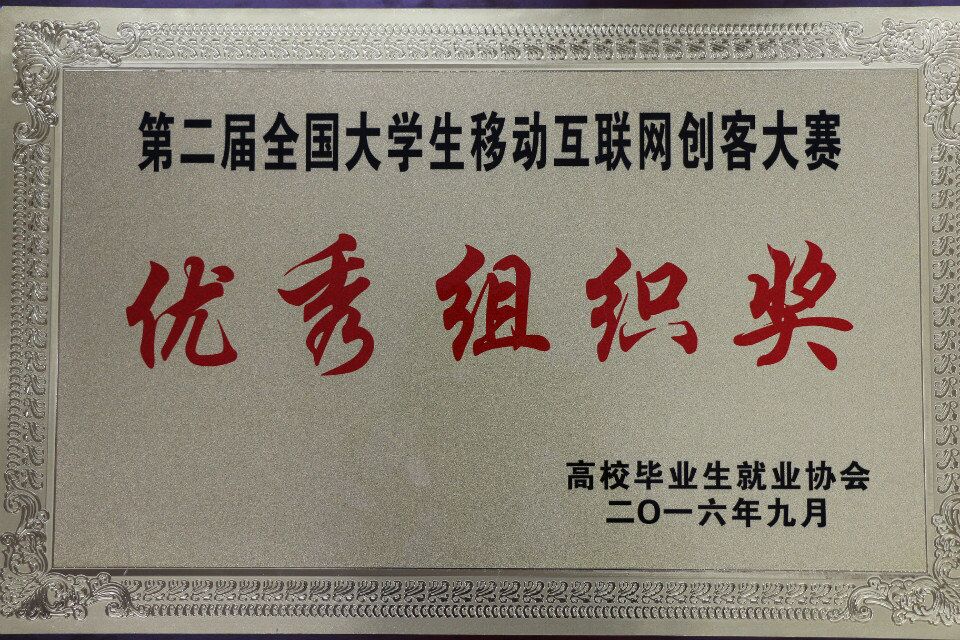 第二届全国大学生移动互联网创客大赛
优秀组织奖
高校毕业生就业协会
二〇一六年九月